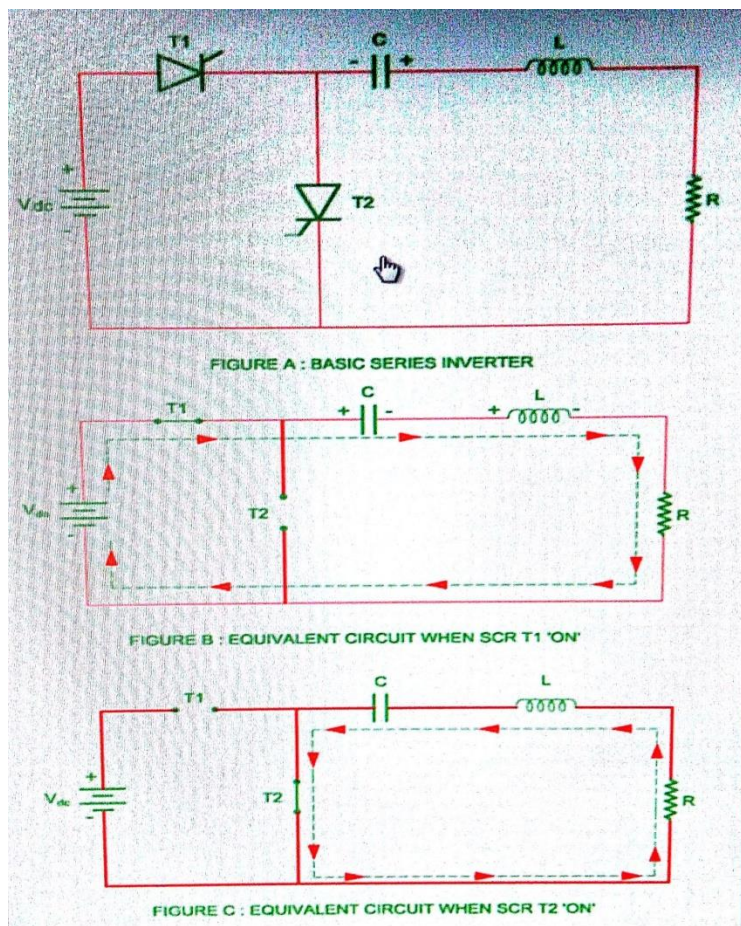 T1
C
L
- +
+
Vdc
-
T2
R
FIGURE A : BASIC SERIES INVERTER
C
L
T1
+ -
+ -
+
Vdc
-
T2
R
FIGURE B : EQUIVALENT CIRCUIT WHEN SCR T1 'ON'
C
L
T1
+
Vdc
-
T2
R
FIGURE C : EQUIVALENT CIRCUIT WHEN SCR T2 'ON'